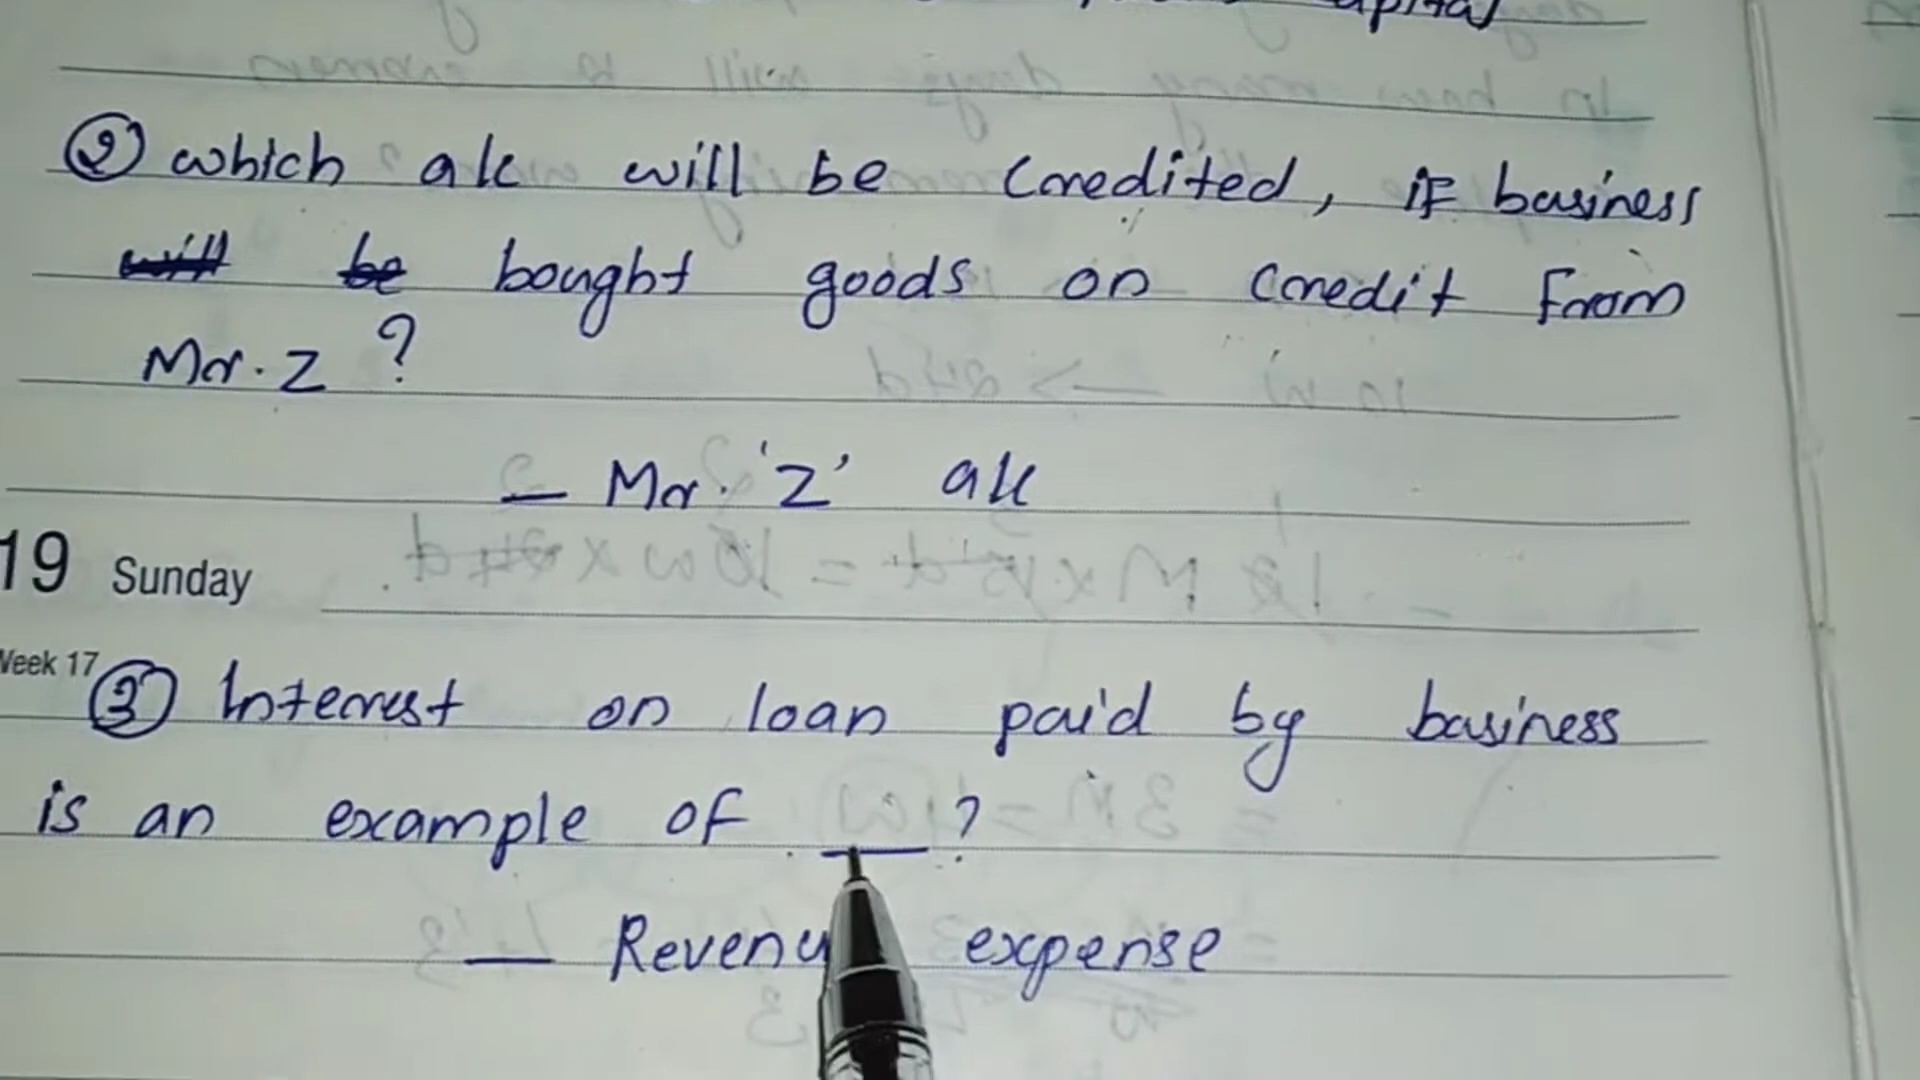 ② which a/c will be credited, if business
will be bought goods on credit from
Mr. Z ?
— Mr. 'Z' a/c
19 Sunday
Week 17
③ Interest on loan paid by business
is an example of ___ ?
— Revenu expense